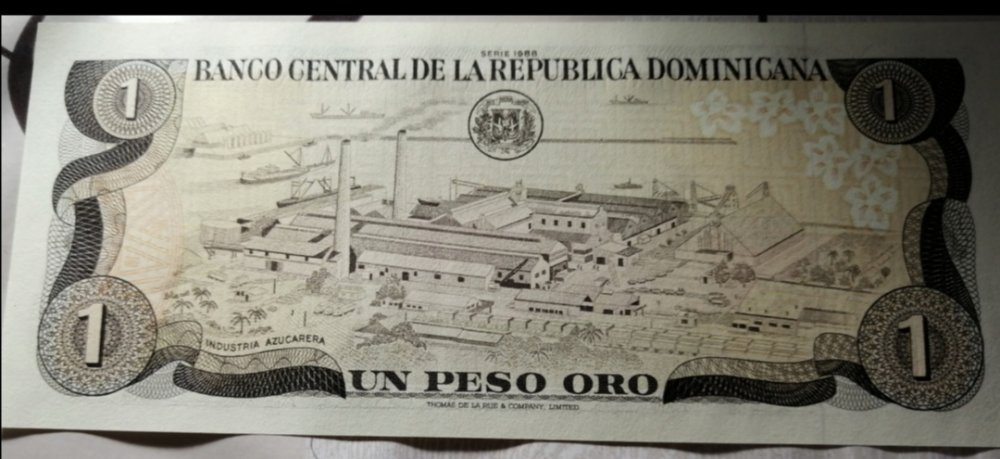 SERIE 1988
BANCO CENTRAL DE LA REPUBLICA DOMINICANA
1
1
INDUSTRIA AZUCARERA
1
1
UN PESO ORO
THOMAS DE LA RUE & COMPANY, LIMITED